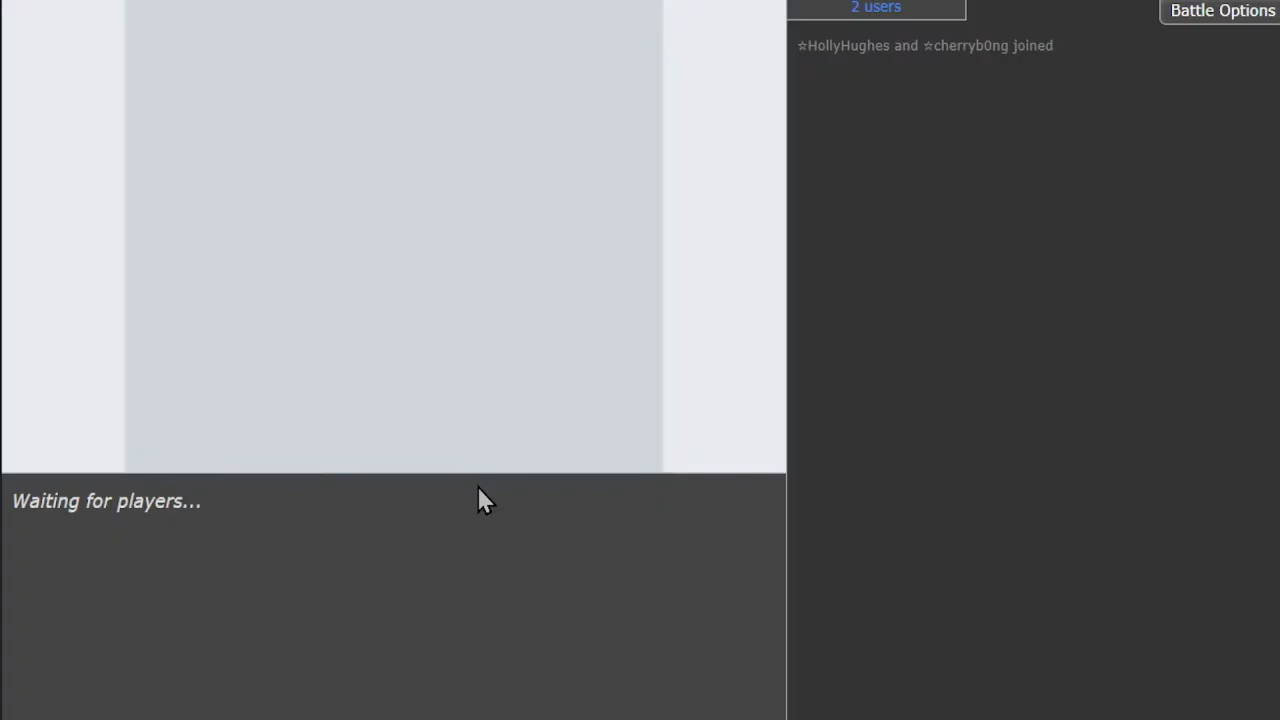 2 users
Battle Options
☆HollyHughes and ☆cherryb0ng joined
Waiting for players...